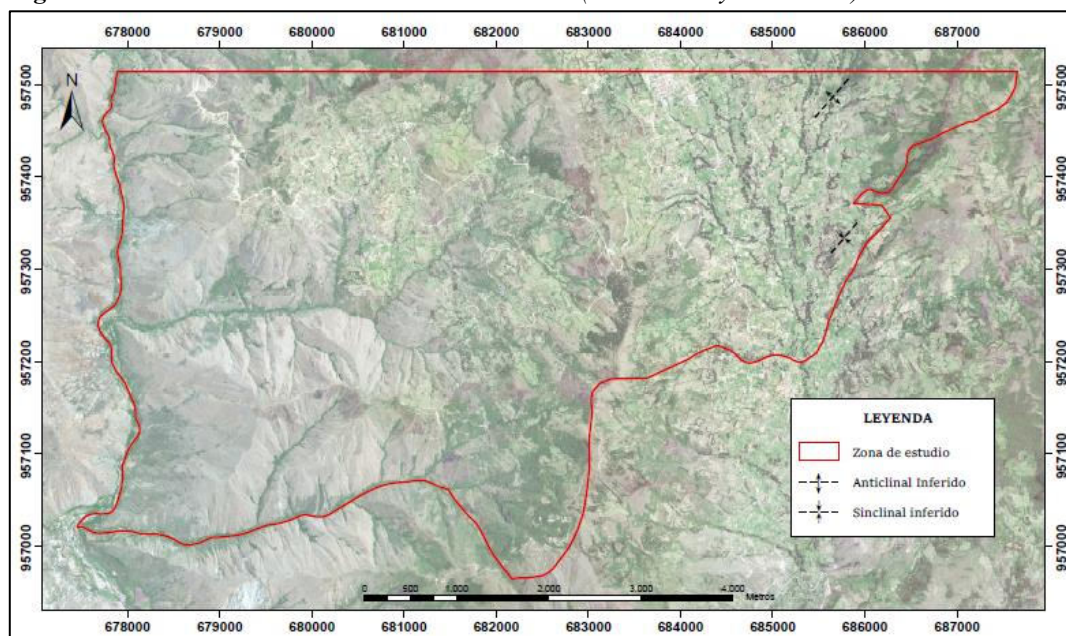 678000 679000 680000 681000 682000 683000 684000 685000 686000 687000
957500 957500
N
957400 957400
957300 957300
957200 957200
LEYENDA
Zona de estudio
Anticlinal Inferido
Sinclinal inferido
957100 957100
957000 957000
0 500 1.000 2.000 3.000 4.000
Metros
678000 679000 680000 681000 682000 683000 684000 685000 686000 687000